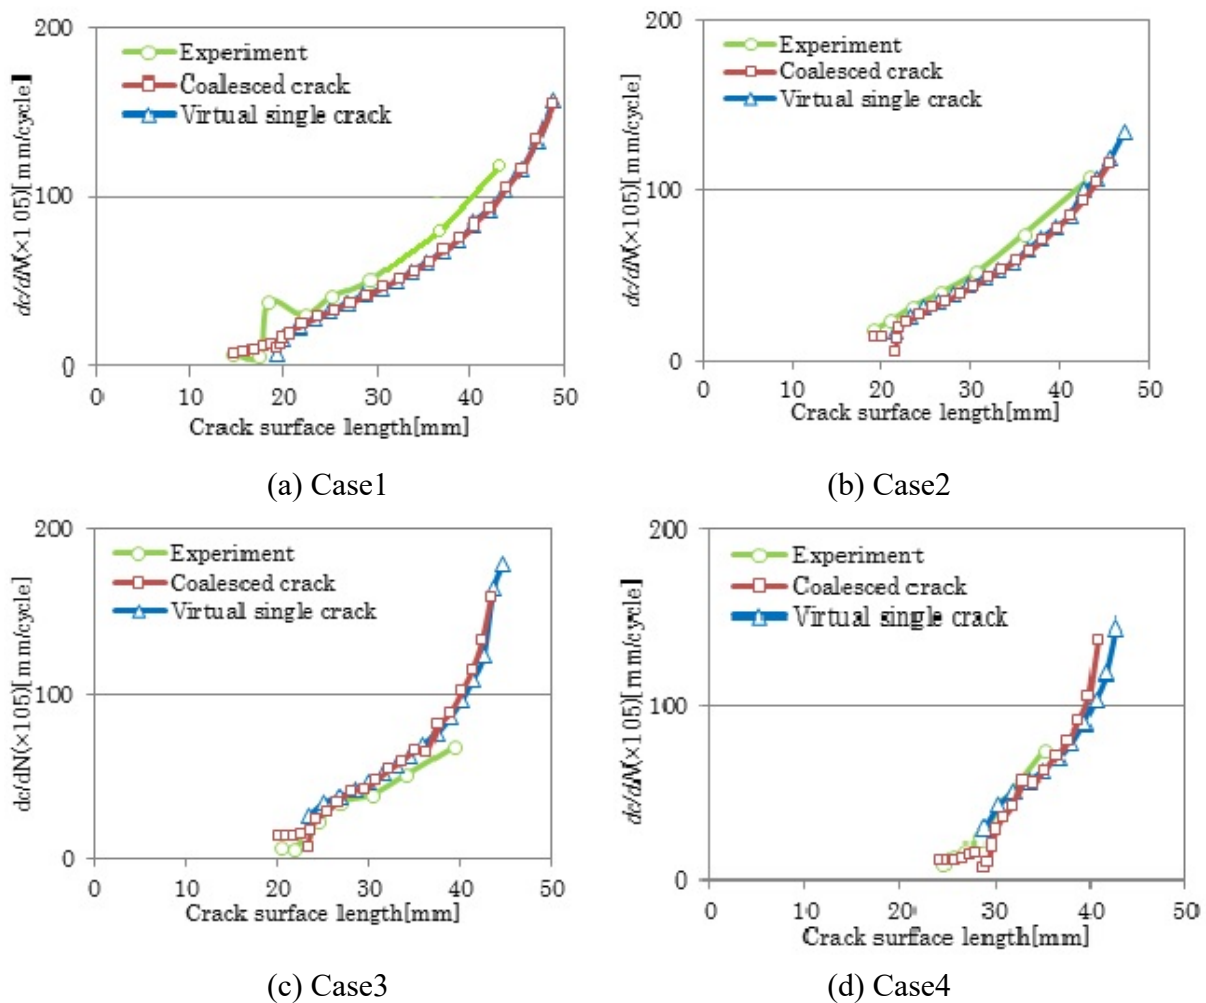 200
Experiment
Coalesced crack
Virtual single crack
100
0
dc/dN(×105)[mm/cycle]
0 10 20 30 40 50
Crack surface length[mm]
(a) Case1
200
Experiment
Coalesced crack
Virtual single crack
100
0
dc/dN(×105)[mm/cycle]
0 10 20 30 40 50
Crack surface length[mm]
(b) Case2
200
Experiment
Coalesced crack
Virtual single crack
100
0
dc/dN(×105)[mm/cycle]
0 10 20 30 40 50
Crack surface length[mm]
(c) Case3
200
Experiment
Coalesced crack
Virtual single crack
100
0
dc/dN(×105)[mm/cycle]
0 10 20 30 40 50
Crack surface length[mm]
(d) Case4